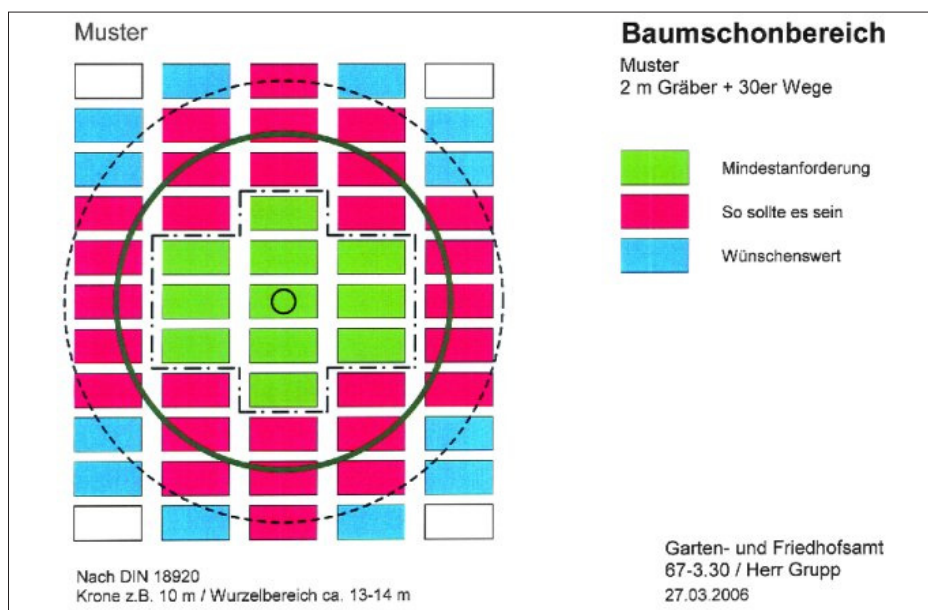 Muster
Baumschonbereich
Muster
2 m Gräber + 30er Wege
Mindestanforderung
So sollte es sein
Wünschenswert
Nach DIN 18920
Krone z.B. 10 m / Wurzelbereich ca. 13-14 m
Garten- und Friedhofsamt
67-3.30 / Herr Grupp
27.03.2006